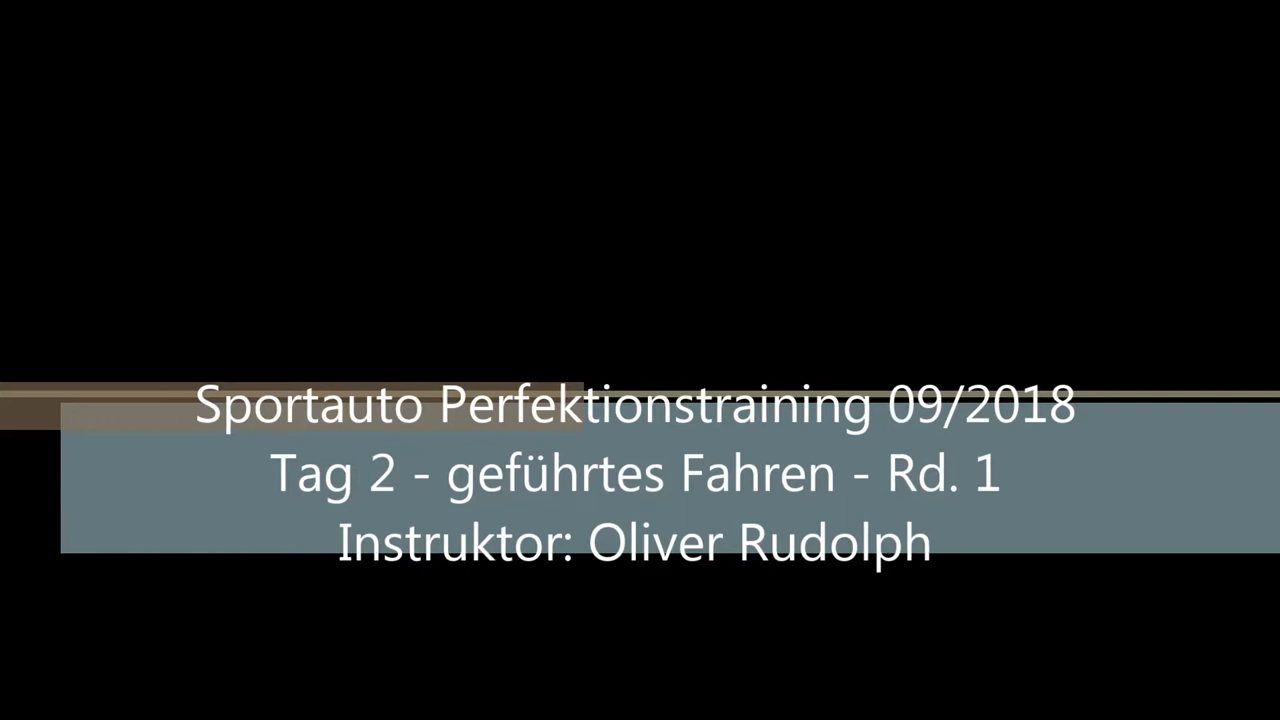 Sportauto Perfektionstraining 09/2018
Tag 2 - geführtes Fahren - Rd. 1
Instruktor: Oliver Rudolph